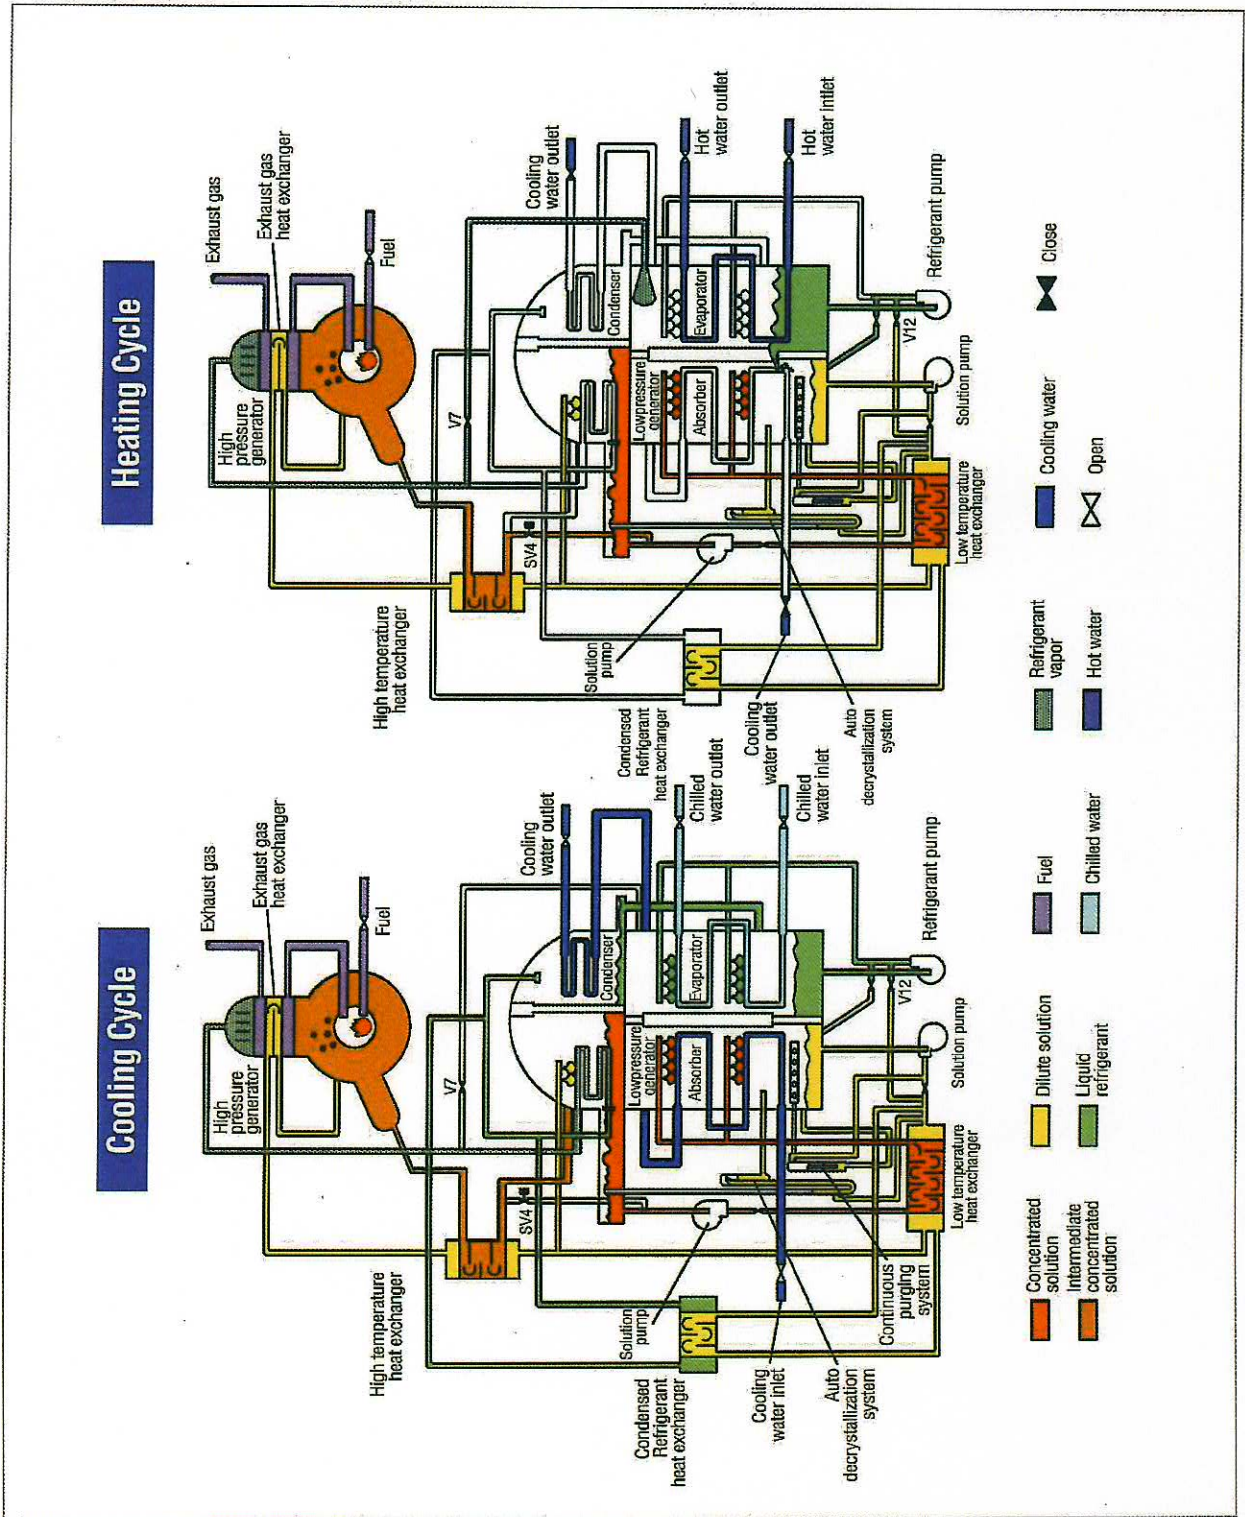 Cooling Cycle
Exhaust gas
Exhaust gas
heat exchanger
Fuel
High
pressure
generator
V7
Cooling
water outlet
High temperature
heat exchanger
SV4
Condenser
Lowpressure
generator
Chilled
water outlet
Evaporator
Absorber
Solution
pump
Condensed
Refrigerant
heat exchanger
Chilled
water inlet
Cooling
water inlet
Auto
decrystallization
system
Continuous
purging
system
Low temperature
heat exchanger
Solution pump
V12
Refrigerant pump
Heating Cycle
Exhaust gas
Exhaust gas
heat exchanger
Fuel
High
pressure
generator
V7
Cooling
water outlet
High temperature
heat exchanger
SV4
Condenser
Lowpressure
generator
Hot
water outlet
Evaporator
Absorber
Solution
pump
Condensed
Refrigerant
heat exchanger
Hot
water intlet
Cooling
water outlet
Auto
decrystallization
system
Low temperature
heat exchanger
Solution pump
V12
Refrigerant pump
Concentrated
solution
Dilute solution
Fuel
Refrigerant
vapor
Cooling water
Close
Intermediate
concentrated
solution
Liquid
refrigerant
Chilled water
Hot water
Open